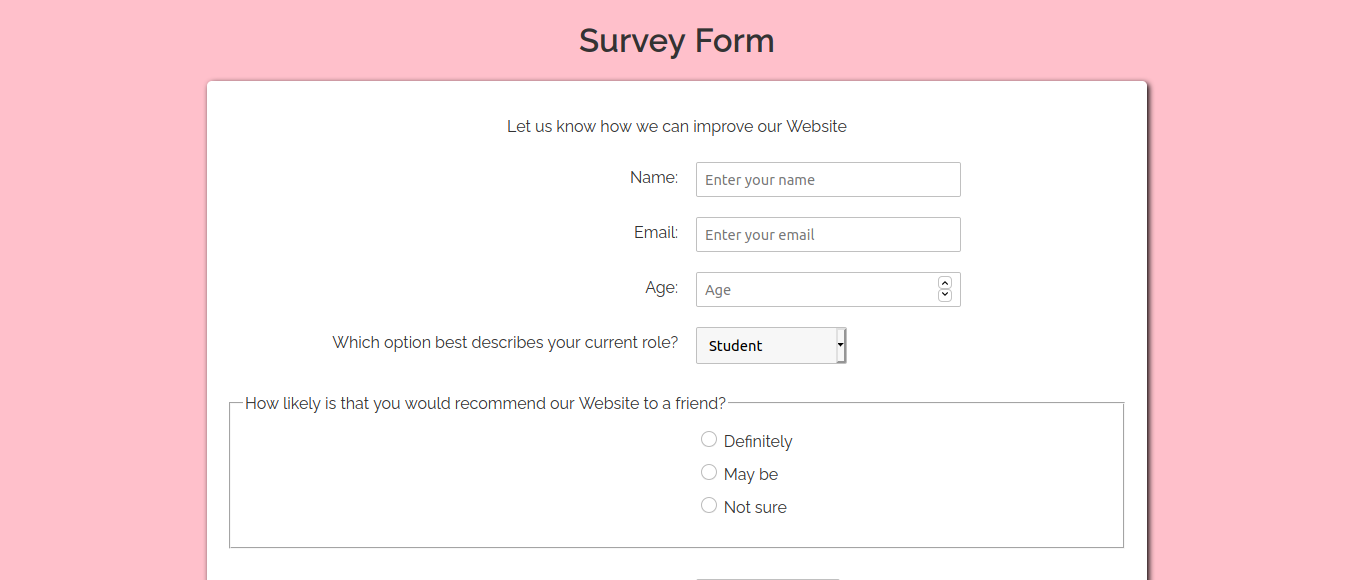 Survey Form
Let us know how we can improve our Website
Name:
Enter your name
Email:
Enter your email
Age:
Age
Which option best describes your current role?
Student
How likely is that you would recommend our Website to a friend?
Definitely
May be
Not sure